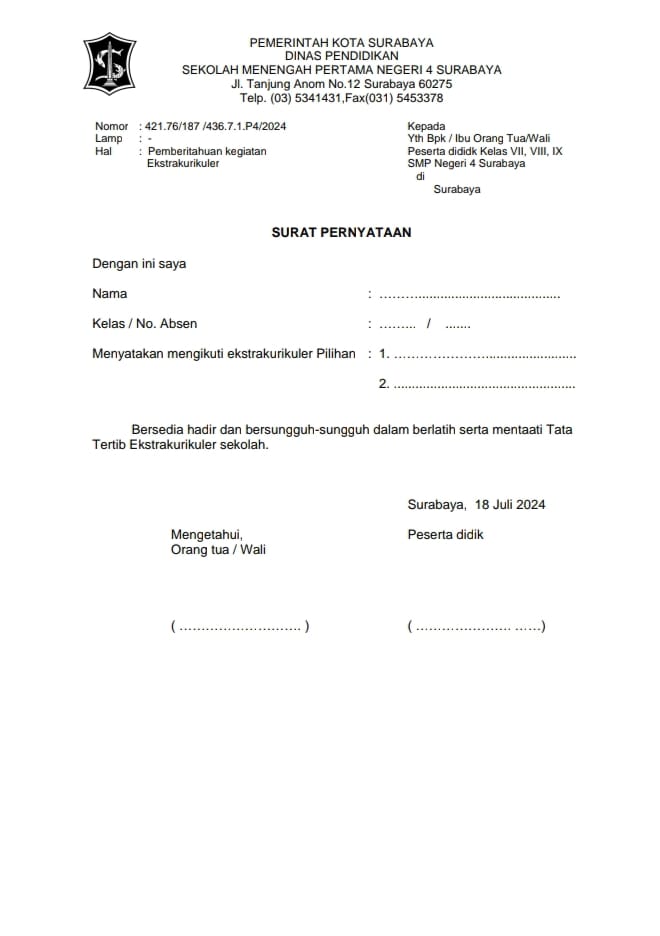 PEMERINTAH KOTA SURABAYA
DINAS PENDIDIKAN
SEKOLAH MENENGAH PERTAMA NEGERI 4 SURABAYA
Jl. Tanjung Anom No.12 Surabaya 60275
Telp. (03) 5341431,Fax(031) 5453378
Nomor : 421.76/187 /436.7.1.P4/2024
Lamp : -
Hal : Pemberitahuan kegiatan
Ekstrakurikuler
Kepada
Yth Bpk / Ibu Orang Tua/Wali
Peserta dididk Kelas VII, VIII, IX
SMP Negeri 4 Surabaya
di
Surabaya
SURAT PERNYATAAN
Dengan ini saya
Nama : ................................................
Kelas / No. Absen : ......... / .......
Menyatakan mengikuti ekstrakurikuler Pilihan : 1. ..................................................
2. ..................................................
Bersedia hadir dan bersungguh-sungguh dalam berlatih serta mentaati Tata
Tertib Ekstrakurikuler sekolah.
Surabaya, 18 Juli 2024
Mengetahui, Peserta didik
Orang tua / Wali
( ............................ ) ( ...................... ......)